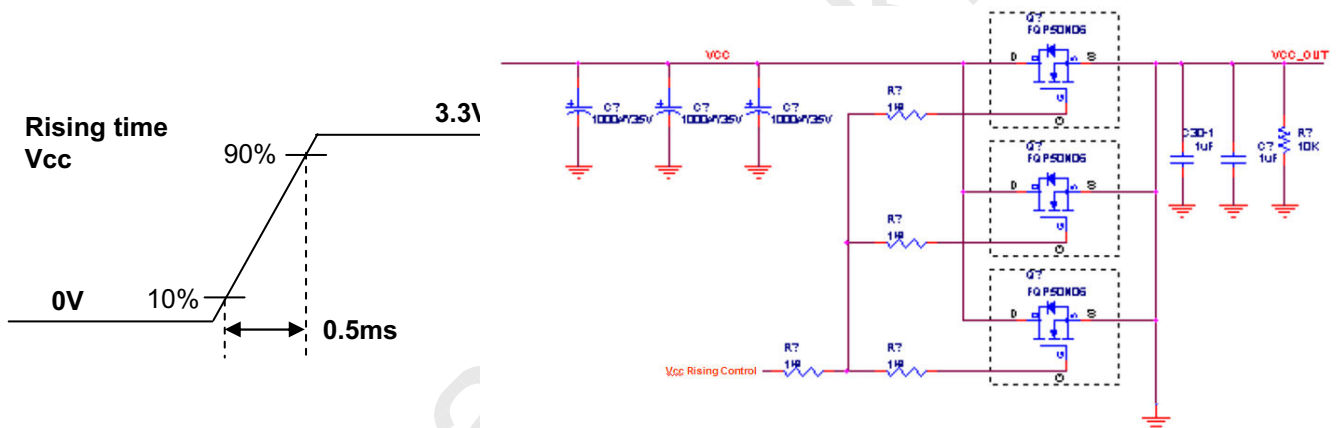 Rising time
Vcc
3.3V
90%
10%
0V
0.5ms
VCC
C?
1000uF/35V
C?
1000uF/35V
C?
1000uF/35V
Q?
FQP50N06
D
S
G
R?
1K
Q?
FQP50N06
D
S
G
R?
1K
Q?
FQP50N06
D
S
G
R?
1K
R?
1K
Vcc Rising Control
VCC_OUT
C30-1
1uF
C?
1uF
R?
10K